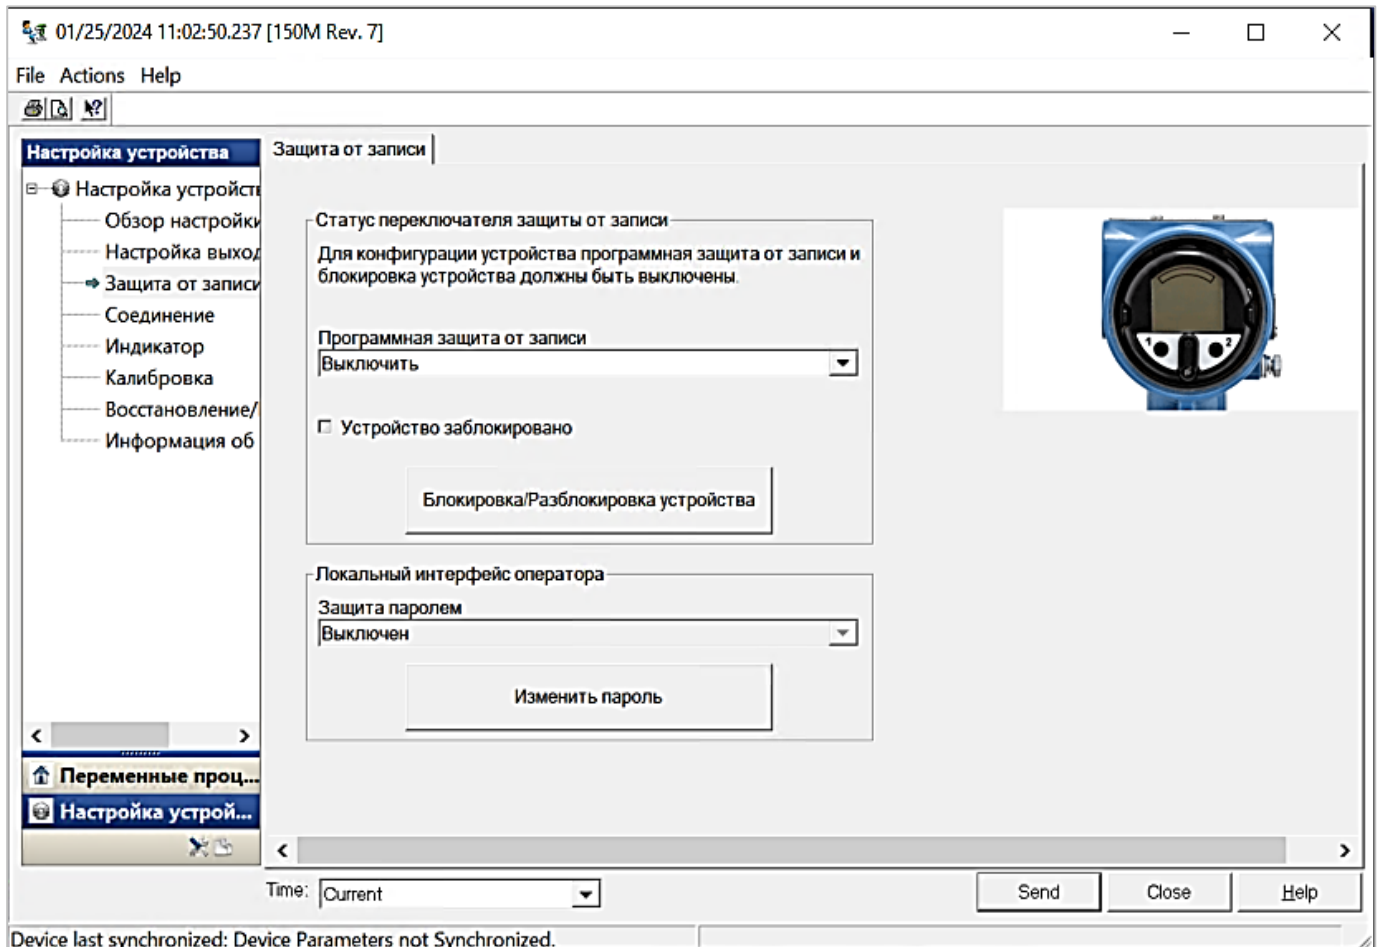 01/25/2024 11:02:50.237 [150M Rev. 7]
File Actions Help
Настройка устройства
Защита от записи
Настройка устройств
Обзор настройки
Настройка выход
Защита от записи
Соединение
Индикатор
Калибровка
Восстановление/
Информация об
Статус переключателя защиты от записи
Для конфигурации устройства программная защита от записи и
блокировка устройства должны быть выключены.
Программная защита от записи
Выключить
Устройство заблокировано
Блокировка/Разблокировка устройства
Локальный интерфейс оператора
Защита паролем
Выключен
Изменить пароль
1 2
Переменные проц...
Настройка устрой...
Time: Current
Send Close Help
Device last synchronized: Device Parameters not Synchronized.